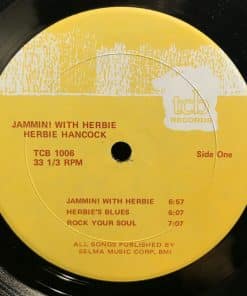 tcb
RECORDS
JAMMIN! WITH HERBIE
HERBIE HANCOCK
TCB 1006
33 1/3 RPM
Side One
JAMMIN! WITH HERBIE 6:57
HERBIE'S BLUES 6:07
ROCK YOUR SOUL 7:07
ALL SONGS PUBLISHED BY
SELMA MUSIC CORP, BMI